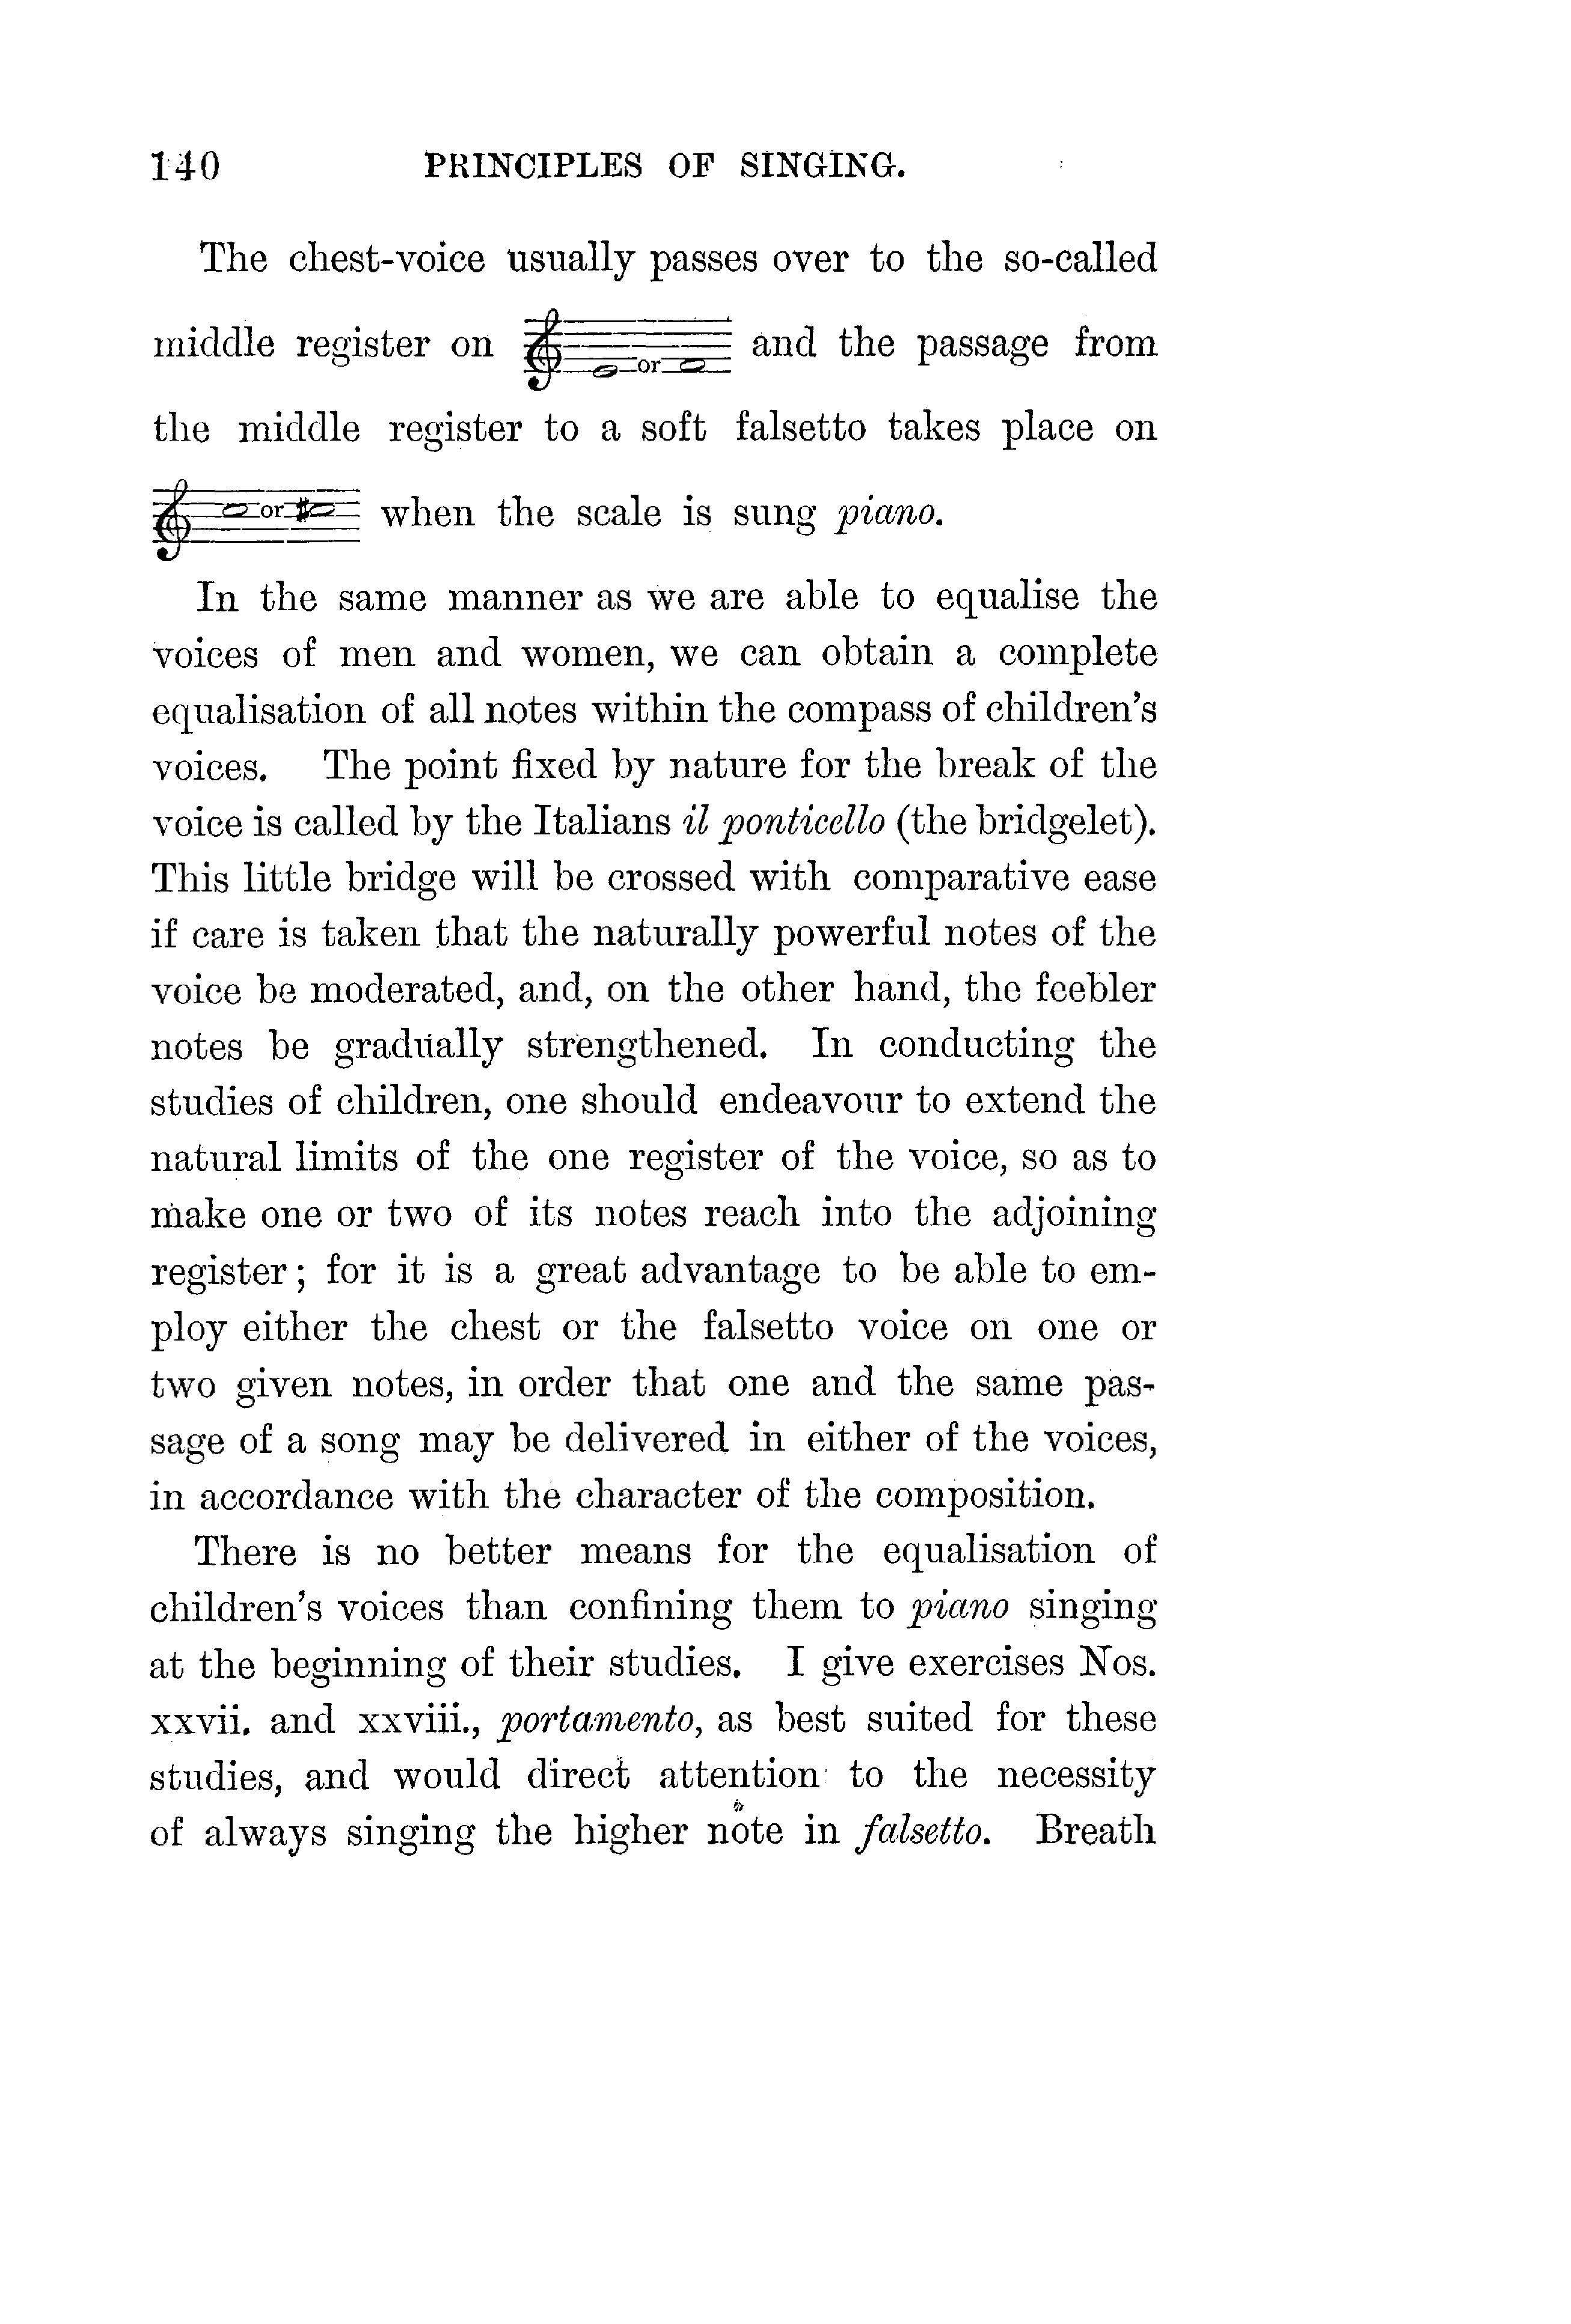 140 PRINCIPLES OF SINGING.
The chest-voice usually passes over to the so-called
middle register on or and the passage from
the middle register to a soft falsetto takes place on
or when the scale is sung piano.
In the same manner as we are able to equalise the
voices of men and women, we can obtain a complete
equalisation of all notes within the compass of children's
voices. The point fixed by nature for the break of the
voice is called by the Italians il ponticello (the bridgelet).
This little bridge will be crossed with comparative ease
if care is taken that the naturally powerful notes of the
voice be moderated, and, on the other hand, the feebler
notes be gradually strengthened. In conducting the
studies of children, one should endeavour to extend the
natural limits of the one register of the voice, so as to
make one or two of its notes reach into the adjoining
register; for it is a great advantage to be able to em-
ploy either the chest or the falsetto voice on one or
two given notes, in order that one and the same pas-
sage of a song may be delivered in either of the voices,
in accordance with the character of the composition.
There is no better means for the equalisation of
children's voices than confining them to piano singing
at the beginning of their studies. I give exercises Nos.
xxvii. and xxviii., portamento, as best suited for these
studies, and would direct attention to the necessity
of always singing the higher note in falsetto. Breath